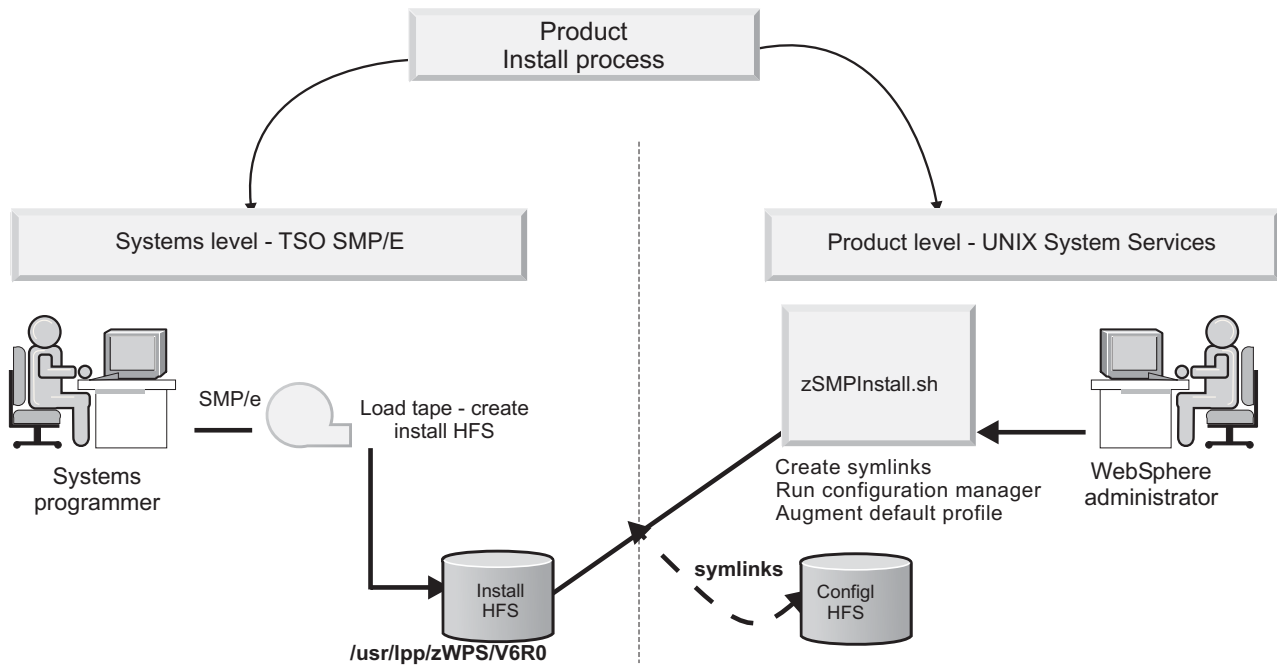 Product
Install process
Systems level - TSO SMP/E
Product level - UNIX System Services
SMP/e
Load tape - create
install HFS
Systems
programmer
Install
HFS
/usr/lpp/zWPS/V6R0
zSMPInstall.sh
Create symlinks
Run configuration manager
Augment default profile
WebSphere
administrator
symlinks
Configl
HFS